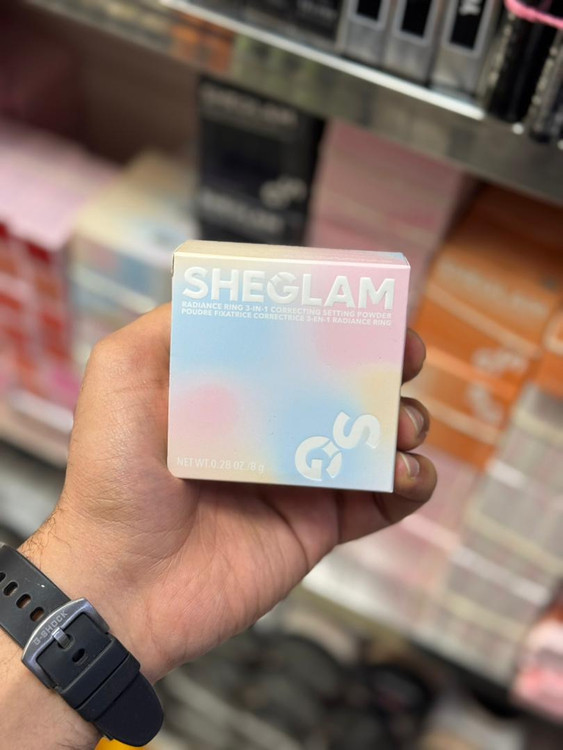 SHEGLAM
RADIANCE RING 3-IN-1 CORRECTING SETTING POWDER
POUDRE FIXATRICE CORRECTRICE 3-EN-1 RADIANCE RING
GS
NET WT.0.28 OZ./8 g
G-SHOCK